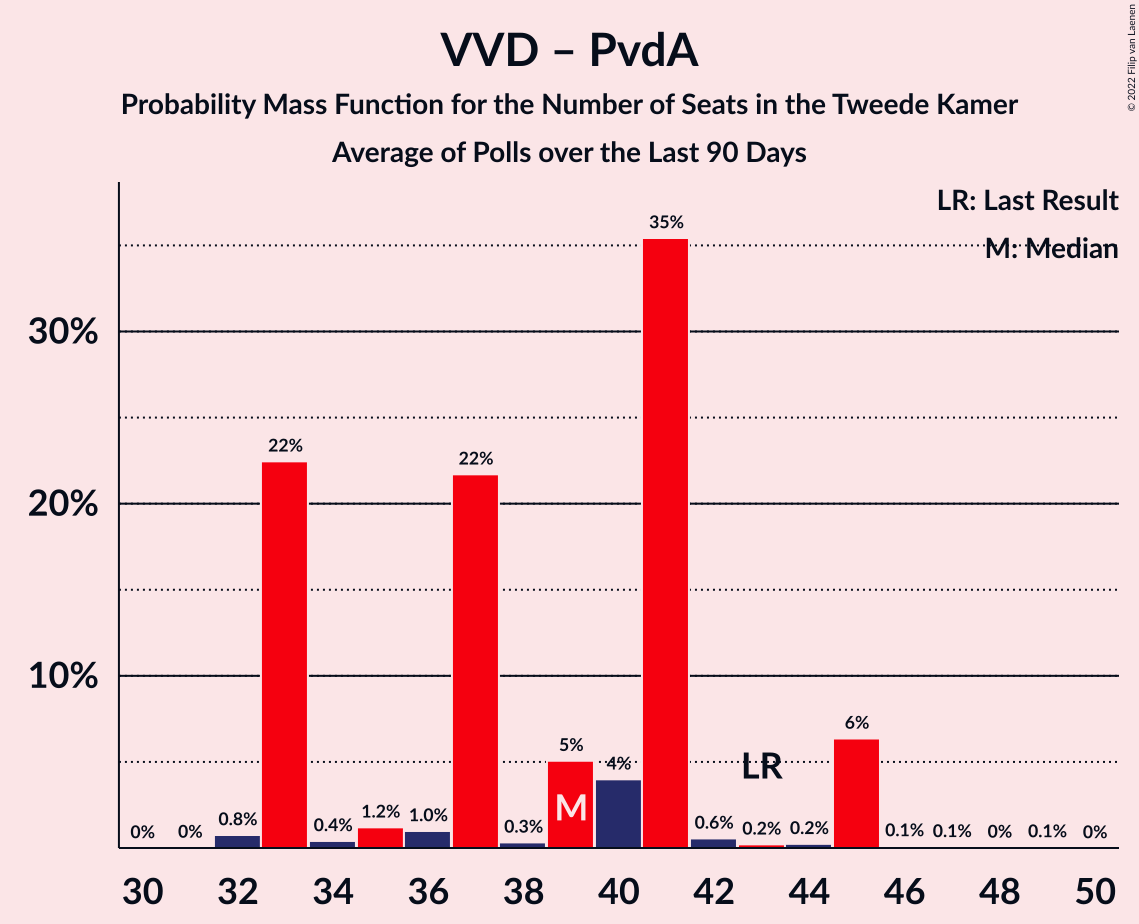 VVD – PvdA
Probability Mass Function for the Number of Seats in the Tweede Kamer
Average of Polls over the Last 90 Days
© 2022 Filip van Laenen
LR: Last Result
M: Median
30%
20%
10%
0%
0%
0.8%
22%
0.4%
1.2%
1.0%
22%
0.3%
5%
4%
35%
0.6%
0.2%
0.2%
6%
0.1%
0.1%
0%
0.1%
0%
M
LR
30 32 34 36 38 40 42 44 46 48 50